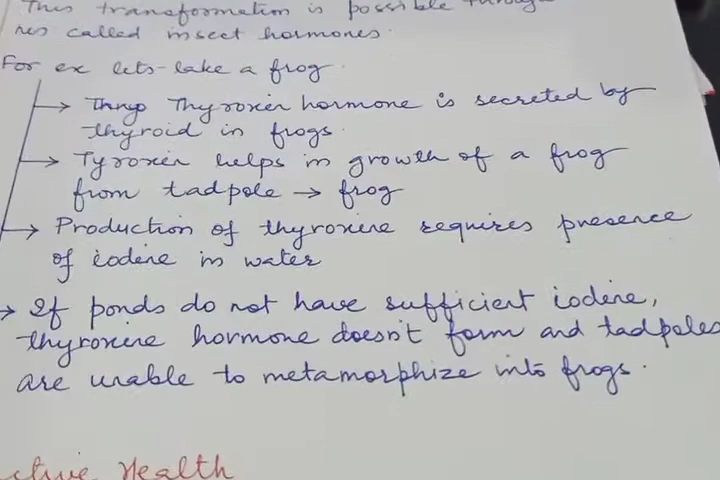 This transformation is possible through
res called insect hormones.
For ex lets take a frog.
→ Thyroxin hormone is secreted by
thyroid in frogs.
→ Tyroxin helps in growth of a frog
from tadpole → frog
→ Production of thyroxine requires presence
of iodine in water
→ If ponds do not have sufficient iodine,
thyroxine hormone doesn't form and tadpoles
are unable to metamorphize into frogs.
ctive Health